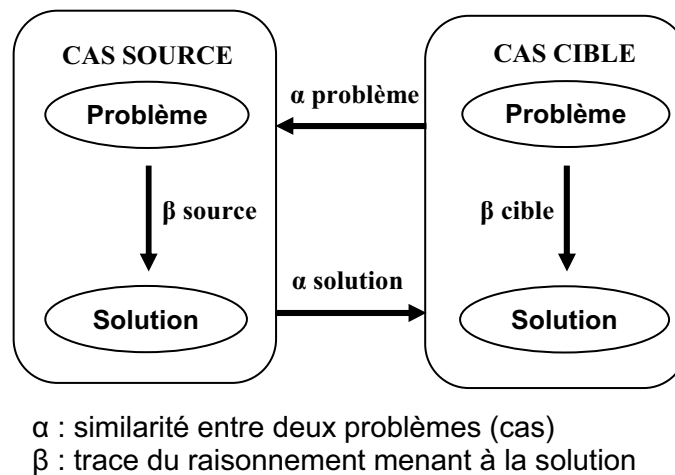 CAS SOURCE
Problème
β source
Solution
α problème
α solution
CAS CIBLE
Problème
β cible
Solution
α : similarité entre deux problèmes (cas)
β : trace du raisonnement menant à la solution